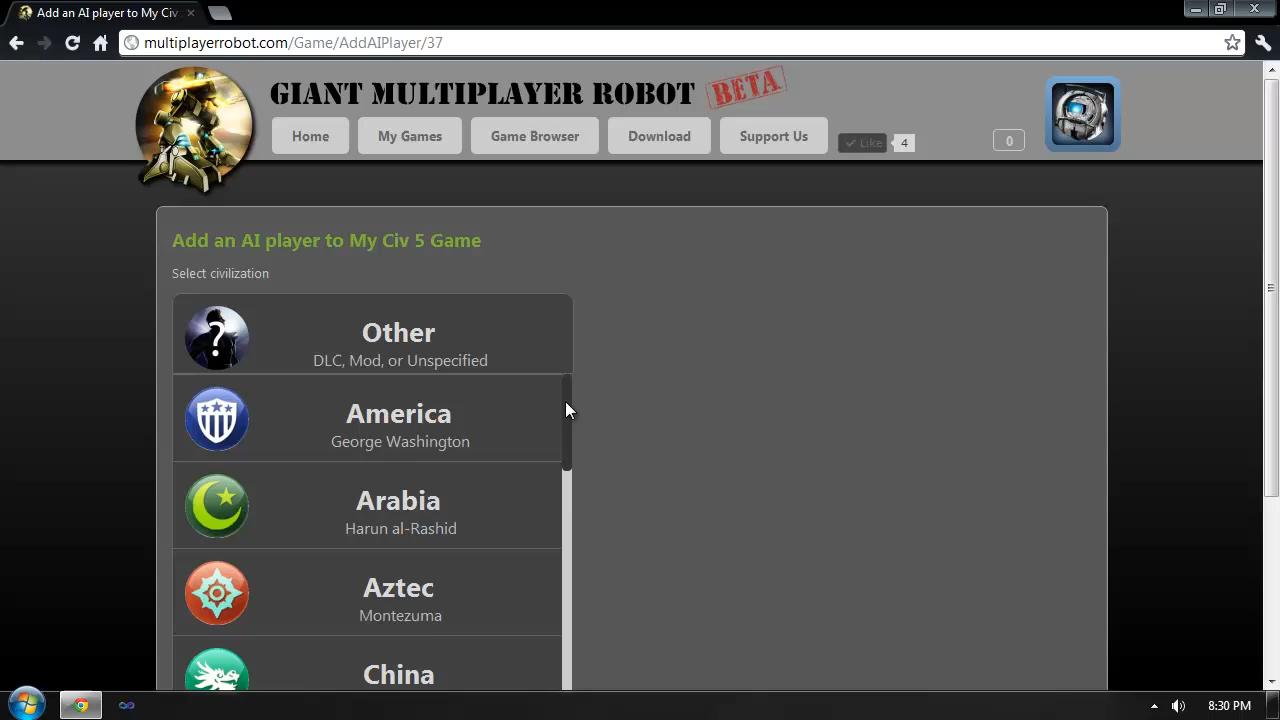 Add an AI player to My Civ
multiplayerrobot.com/Game/AddAIPlayer/37
GIANT MULTIPLAYER ROBOT BETA
Home My Games Game Browser Download Support Us Like 4 0
Add an AI player to My Civ 5 Game
Select civilization
?
Other
DLC, Mod, or Unspecified
America
George Washington
Arabia
Harun al-Rashid
Aztec
Montezuma
China
8:30 PM